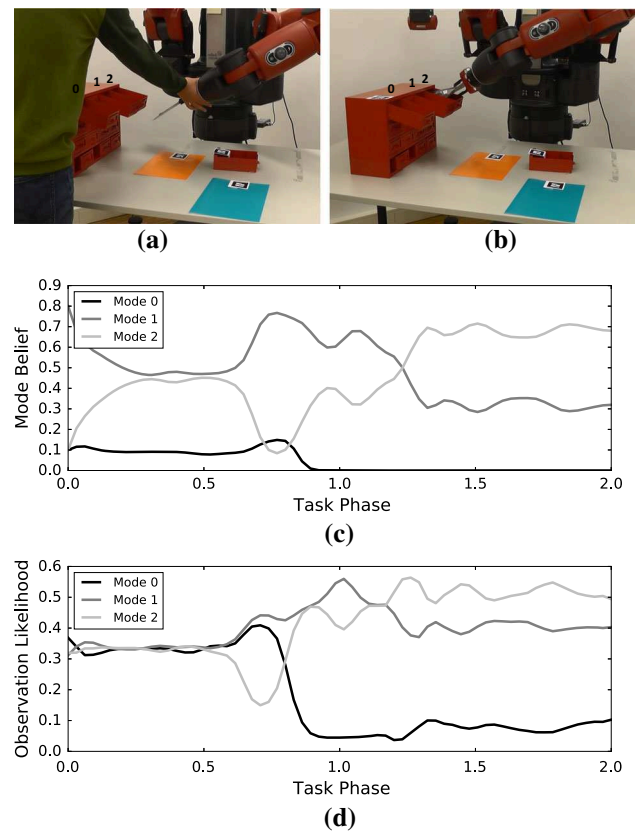 0 1 2
0 1 2
(a) (b)
0.9
0.8
0.7
0.6
0.5
0.4
0.3
0.2
0.1
0.0
Mode Belief
Mode 0
Mode 1
Mode 2
0.0 0.5 1.0 1.5 2.0
Task Phase
(c)
0.6
0.5
0.4
0.3
0.2
0.1
0.0
Observation Likelihood
Mode 0
Mode 1
Mode 2
0.0 0.5 1.0 1.5 2.0
Task Phase
(d)